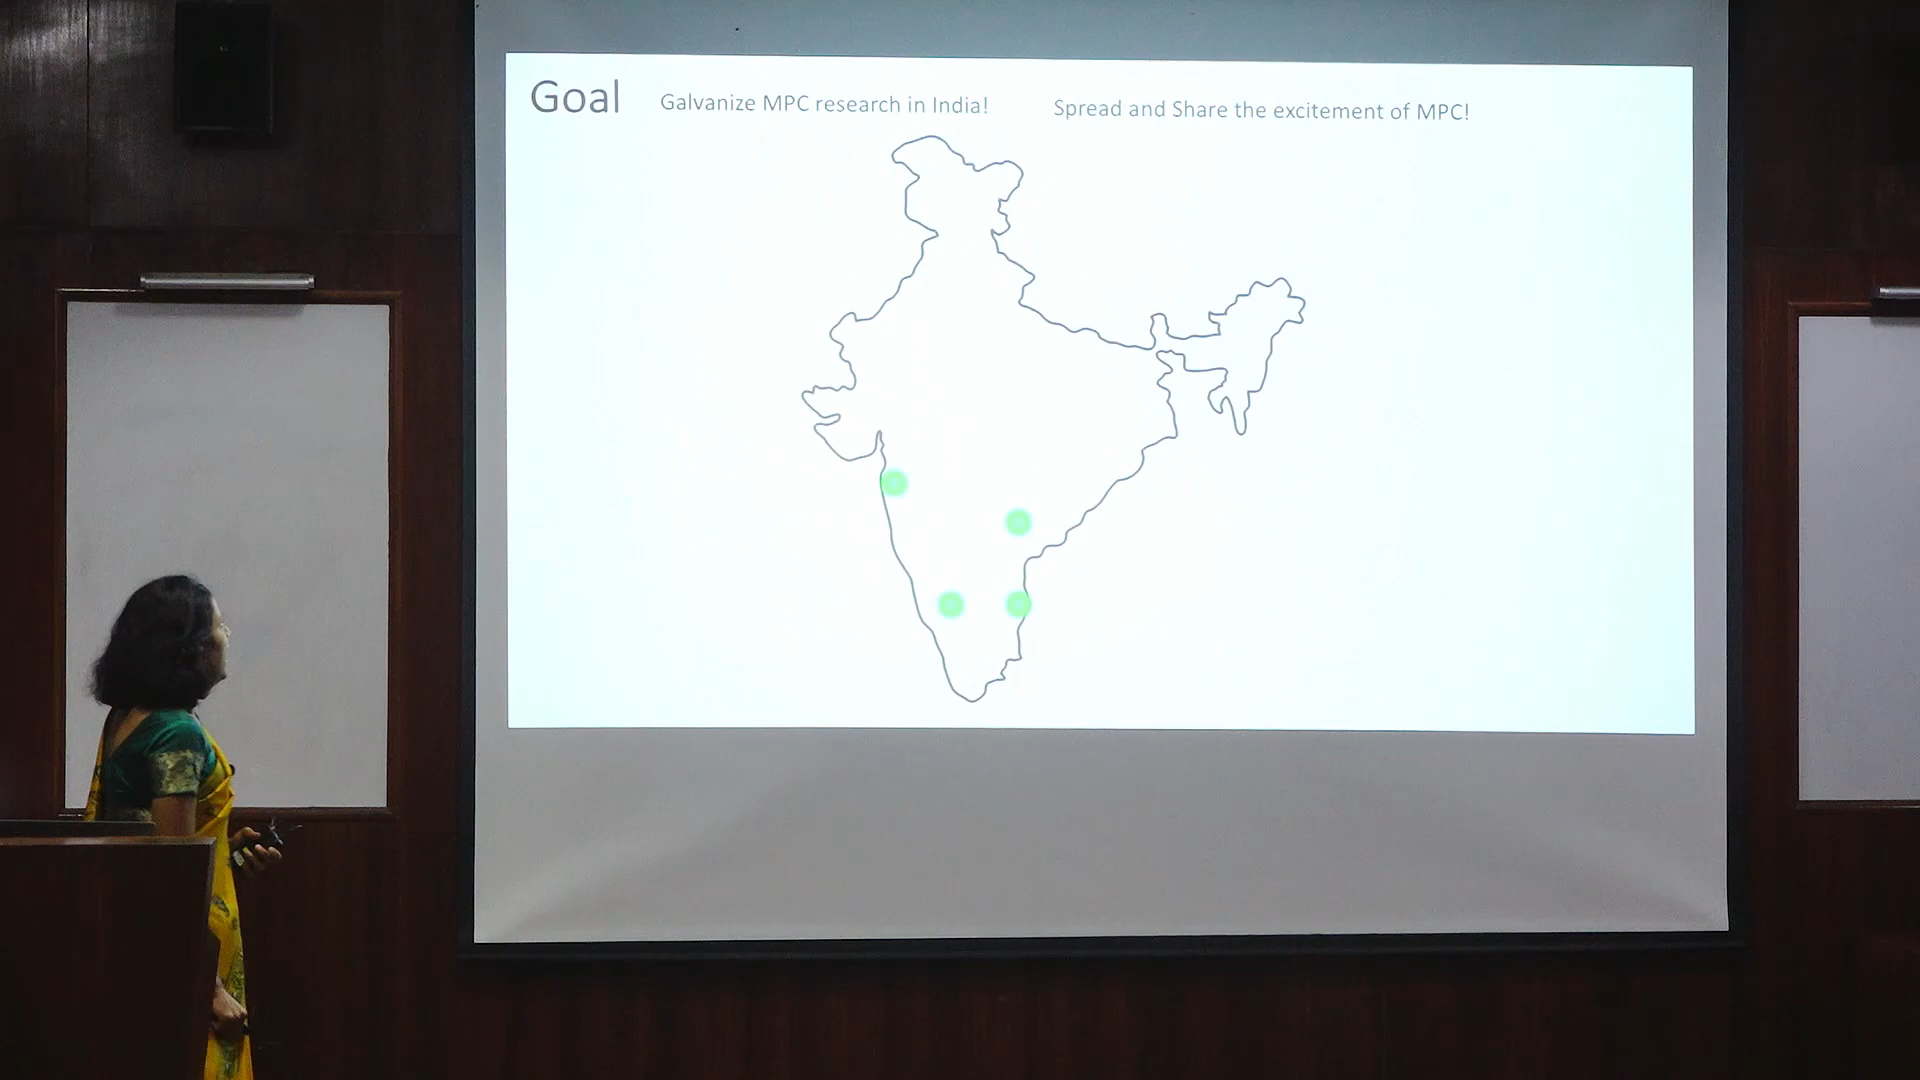 Goal
Galvanize MPC research in India!
Spread and Share the excitement of MPC!